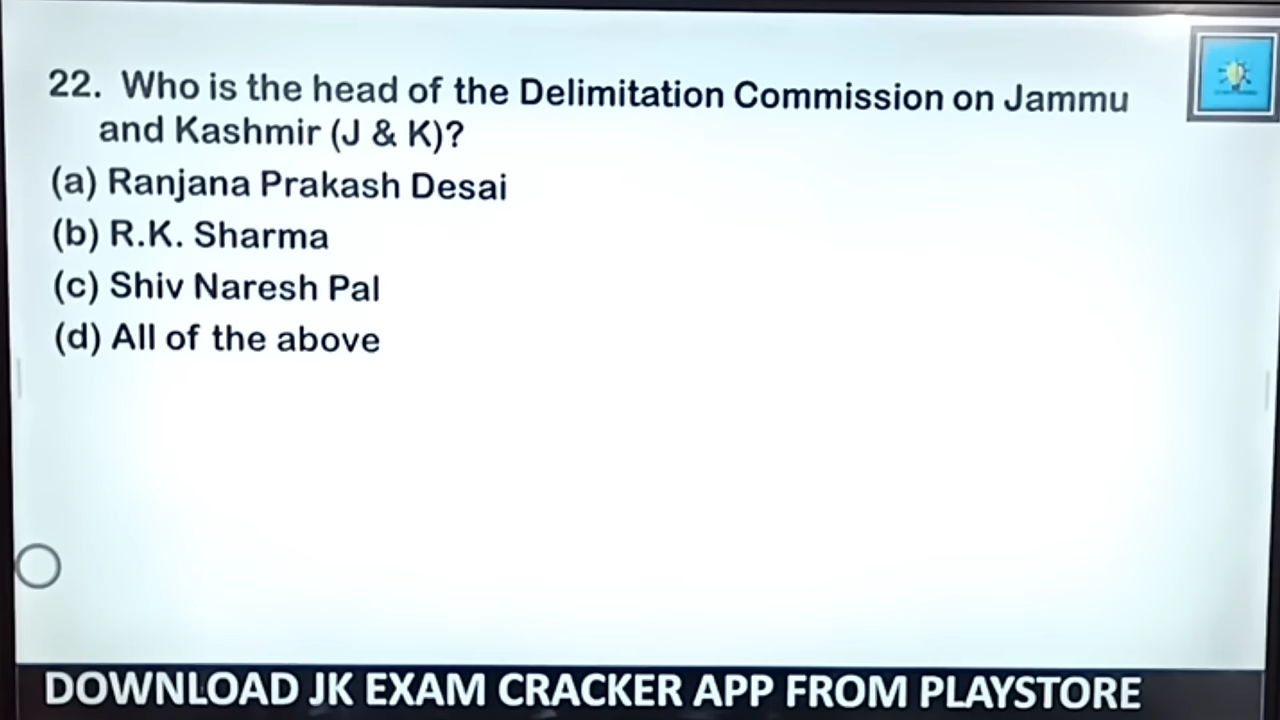 22. Who is the head of the Delimitation Commission on Jammu
and Kashmir (J & K)?
(a) Ranjana Prakash Desai
(b) R.K. Sharma
(c) Shiv Naresh Pal
(d) All of the above
DOWNLOAD JK EXAM CRACKER APP FROM PLAYSTORE